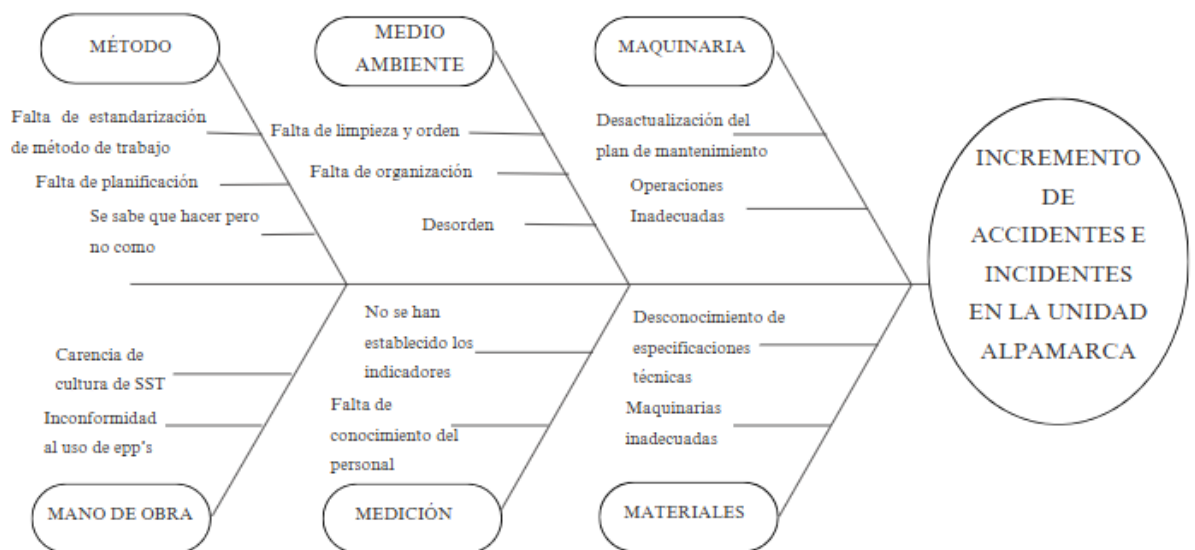 MÉTODO
MEDIO
AMBIENTE
MAQUINARIA
Falta de estandarización
de método de trabajo
Falta de planificación
Se sabe que hacer pero
no como
Falta de limpieza y orden
Falta de organización
Desorden
Desactualización del
plan de mantenimiento
Operaciones
Inadecuadas
INCREMENTO
DE
ACCIDENTES E
INCIDENTES
EN LA UNIDAD
ALPAMARCA
Carencia de
cultura de SST
Inconformidad
al uso de epp's
No se han
establecido los
indicadores
Falta de
conocimiento del
personal
Desconocimiento de
especificaciones
técnicas
Maquinarias
inadecuadas
MANO DE OBRA
MEDICIÓN
MATERIALES